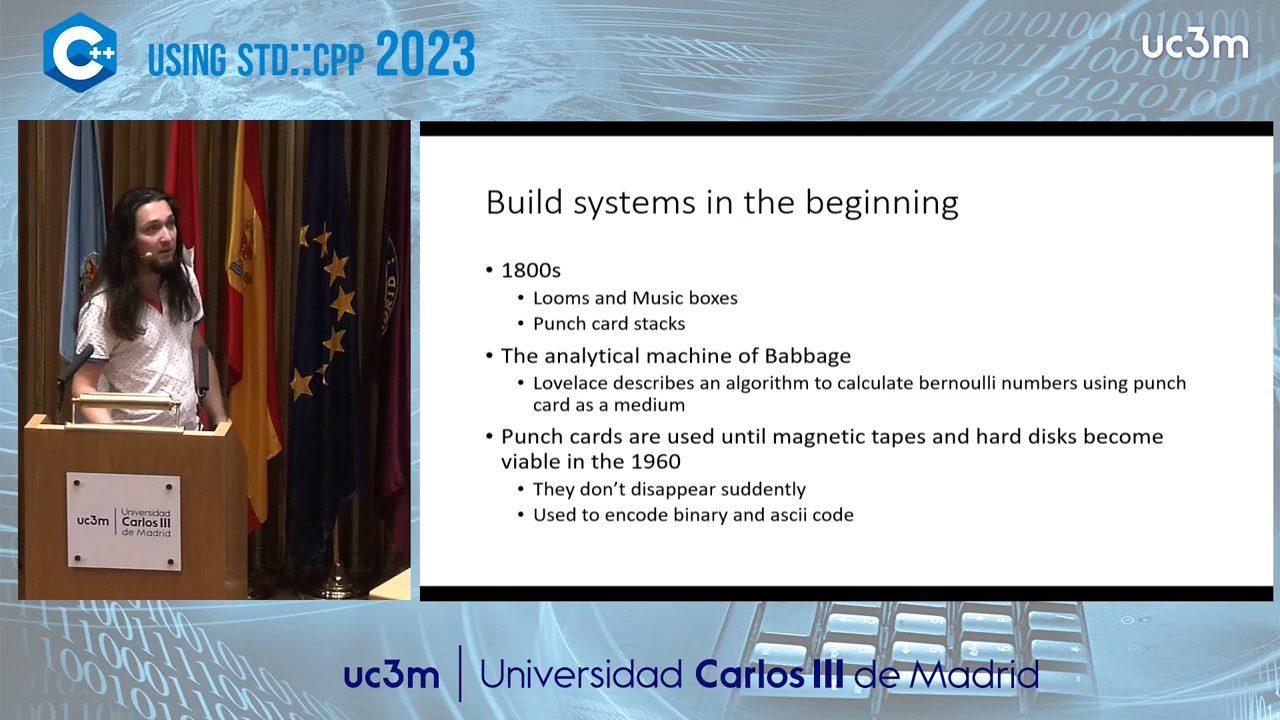 C++
USING STD::CPP 2023
uc3m
Build systems in the beginning
• 1800s
• Looms and Music boxes
• Punch card stacks
• The analytical machine of Babbage
• Lovelace describes an algorithm to calculate bernoulli numbers using punch
card as a medium
• Punch cards are used until magnetic tapes and hard disks become
viable in the 1960
• They don’t disappear suddently
• Used to encode binary and ascii code
uc3m | Universidad
Carlos III
de Madrid
uc3m | Universidad Carlos III de Madrid